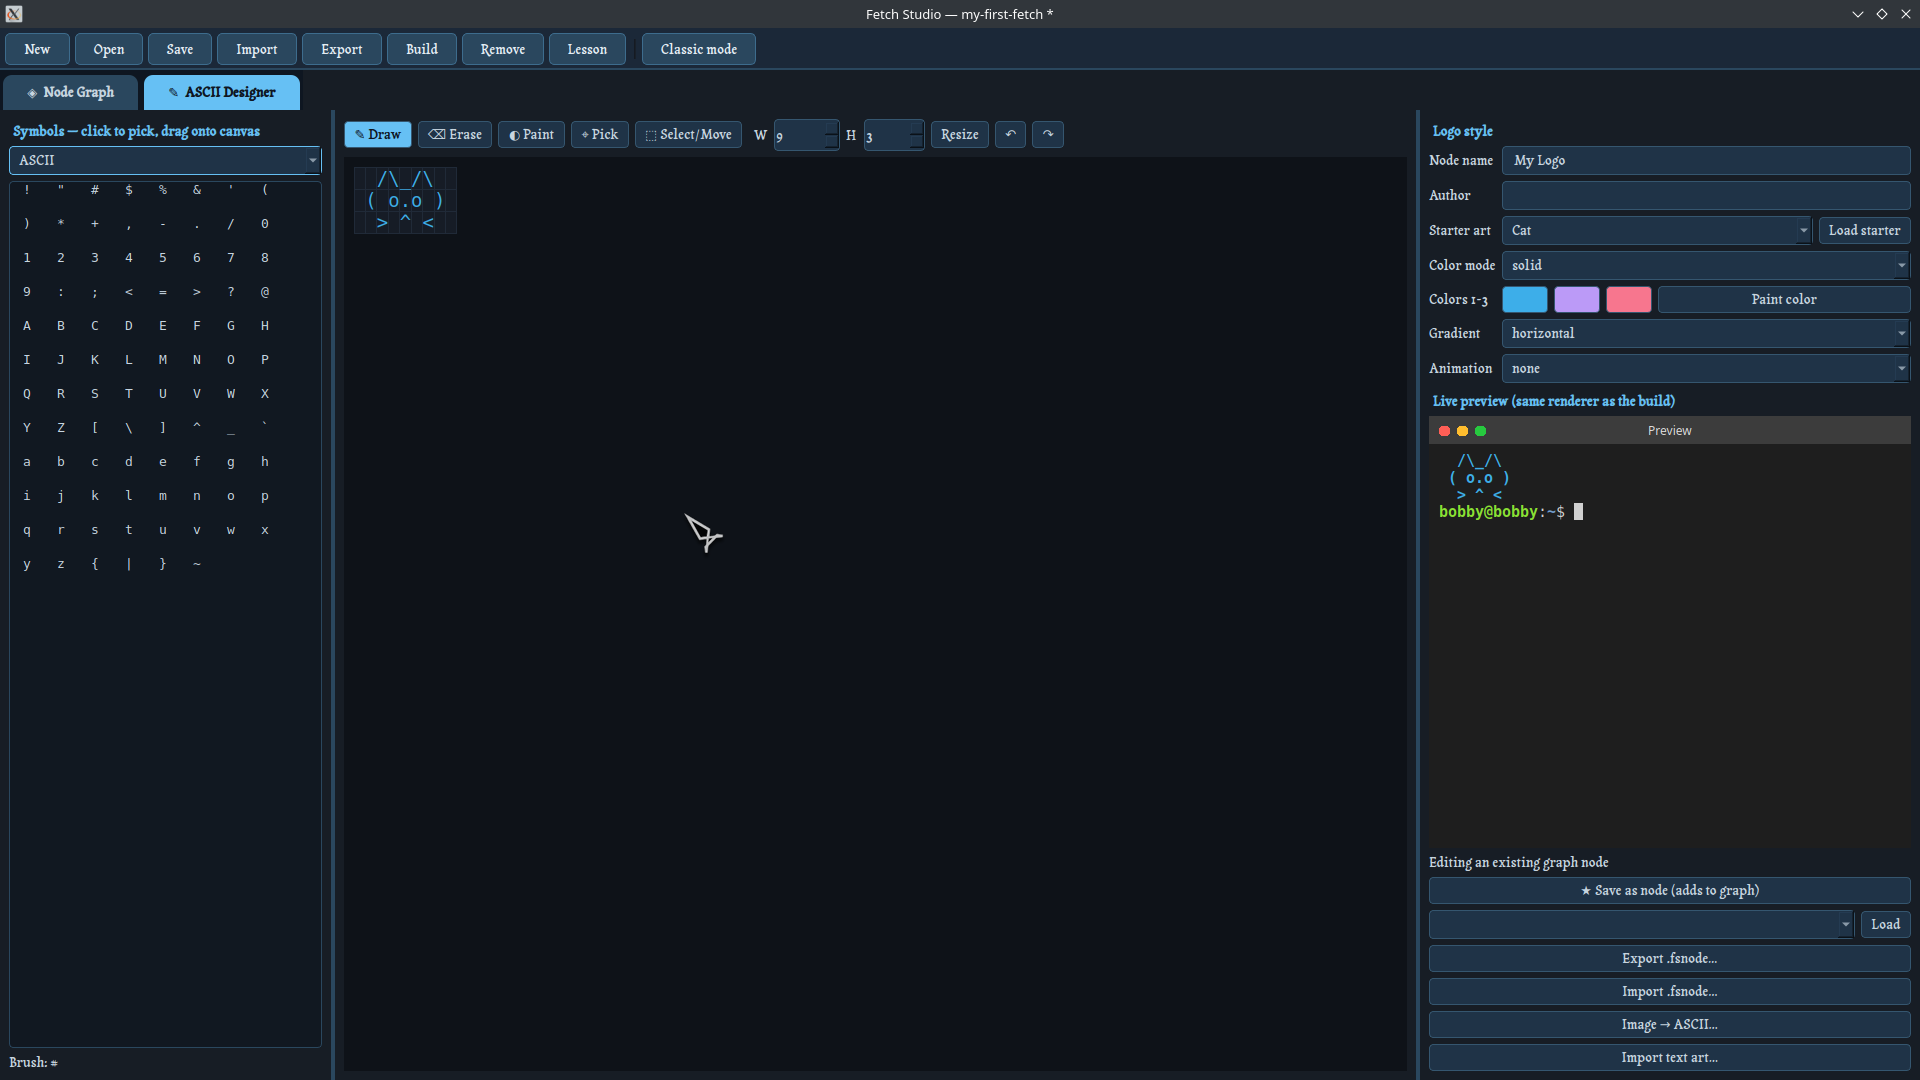 Fetch Studio — my-first-fetch *
New Open Save Import Export Build Remove Lesson Classic mode
◈ Node Graph ✎ ASCII Designer
Symbols — click to pick, drag onto canvas
ASCII
! " # $ % & ' (
) * + , - . / 0
1 2 3 4 5 6 7 8
9 : ; < = > ? @
A B C D E F G H
I J K L M N O P
Q R S T U V W X
Y Z [ \ ] ^ _ `
a b c d e f g h
i j k l m n o p
q r s t u v w x
y z { | } ~
Brush: #
✎ Draw ⌫ Erase ◐ Paint ⌖ Pick ⬚ Select/Move W 9 H 3 Resize ↶ ↷
/\_/\
( o.o )
> ^ <
Logo style
Node name My Logo
Author
Starter art Cat Load starter
Color mode solid
Colors 1-3 Paint color
Gradient horizontal
Animation none
Live preview (same renderer as the build)
Preview
/\_/\
( o.o )
> ^ <
bobby@bobby:~$
Editing an existing graph node
★ Save as node (adds to graph)
Load
Export .fsnode...
Import .fsnode...
Image → ASCII...
Import text art...